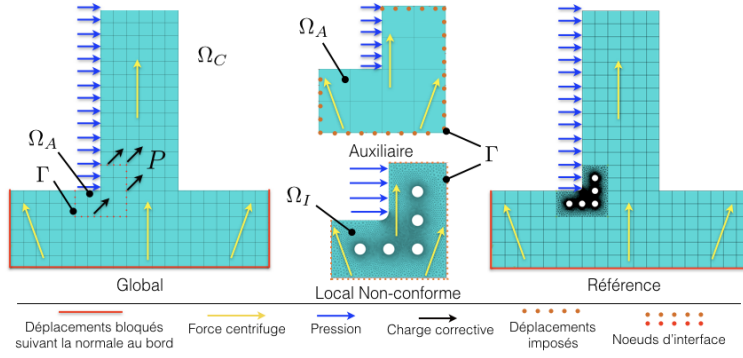 Ω_C
Ω_A
P
Γ
Global
Ω_A
Auxiliaire
Γ
Ω_I
Local Non-conforme
Référence
Déplacements bloqués
suivant la normale au bord
Force centrifuge
Pression
Charge corrective
Déplacements
imposés
Noeuds d'interface